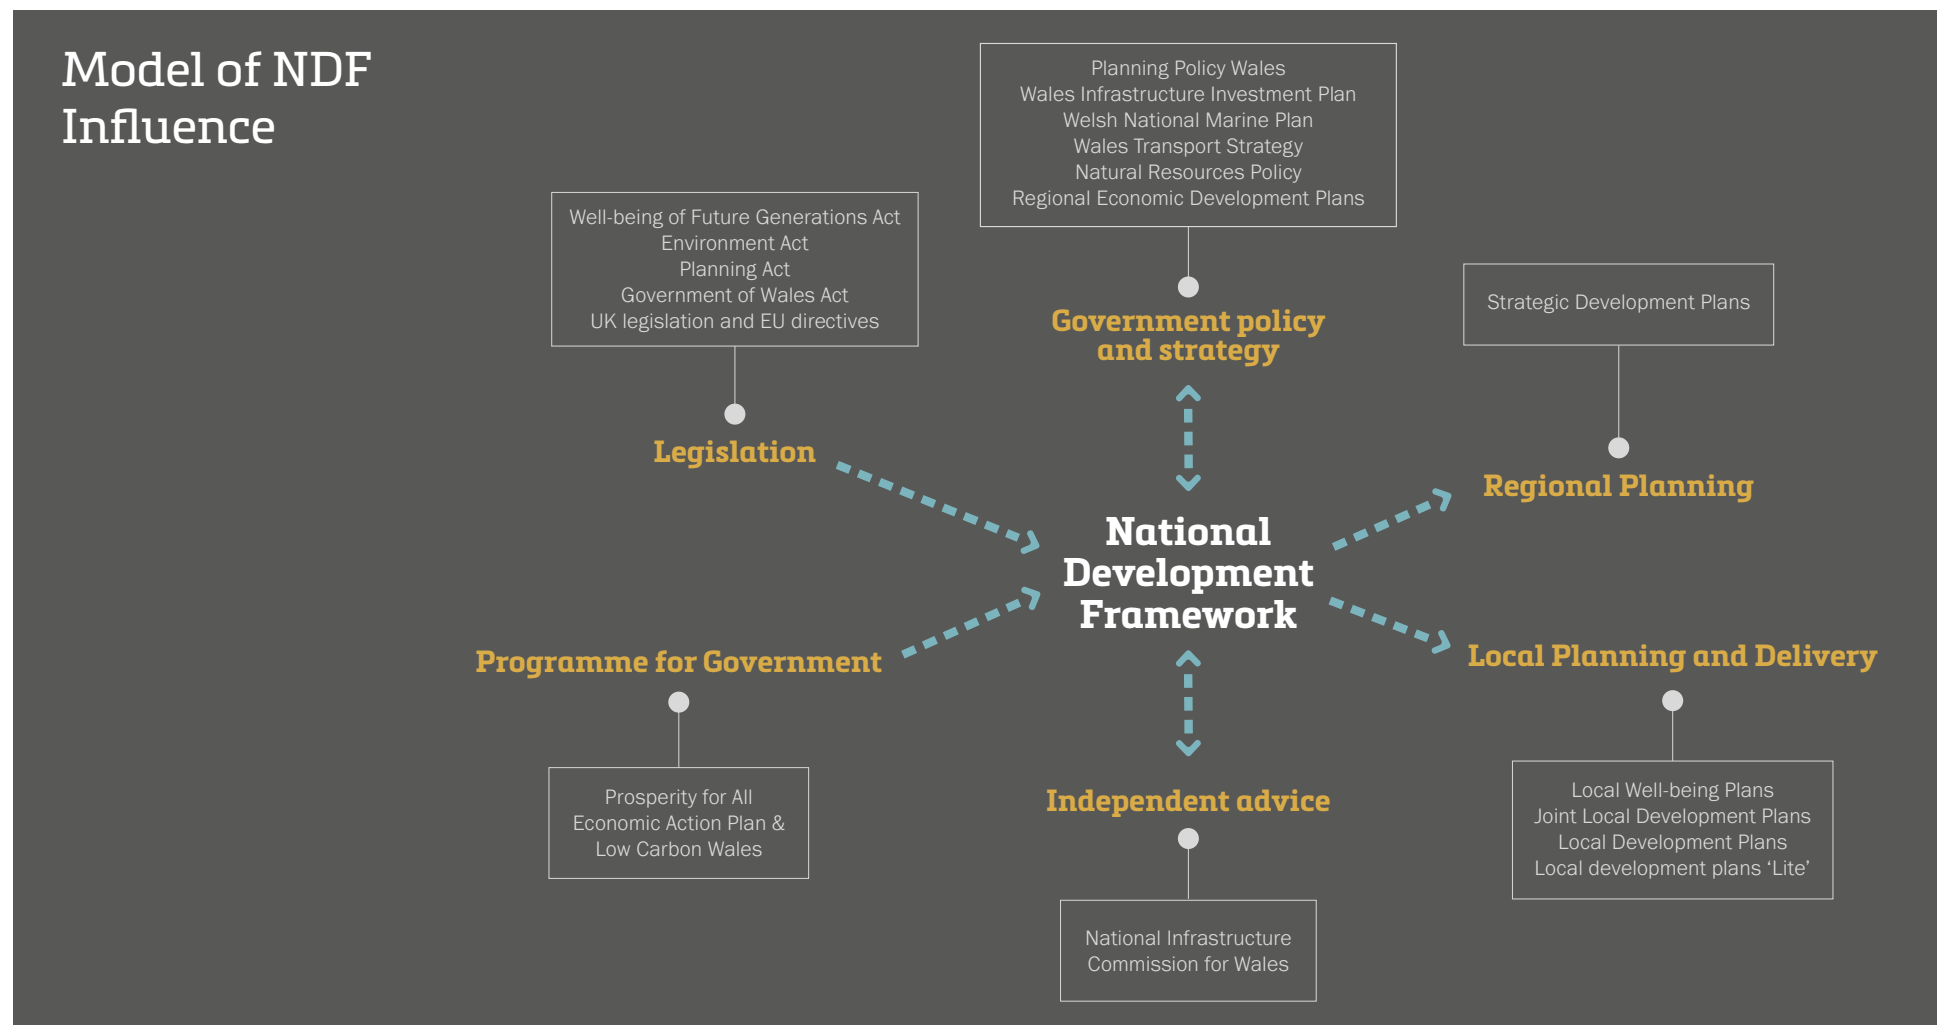 Model of NDF
Influence
Planning Policy Wales
Wales Infrastructure Investment Plan
Welsh National Marine Plan
Wales Transport Strategy
Natural Resources Policy
Regional Economic Development Plans
Well-being of Future Generations Act
Environment Act
Planning Act
Government of Wales Act
UK legislation and EU directives
Strategic Development Plans
Government policy
and strategy
Legislation
Regional Planning
National
Development
Framework
Programme for Government
Local Planning and Delivery
Prosperity for All
Economic Action Plan &
Low Carbon Wales
Independent advice
Local Well-being Plans
Joint Local Development Plans
Local Development Plans
Local development plans ‘Lite’
National Infrastructure
Commission for Wales